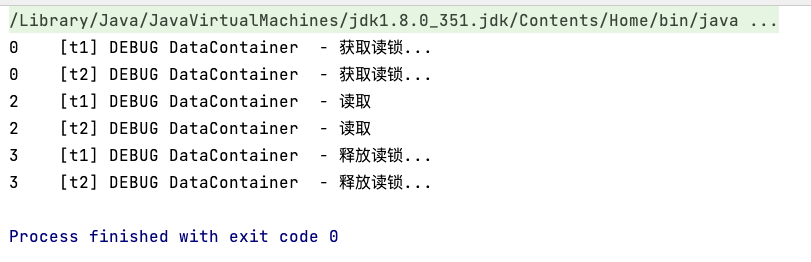 /Library/Java/JavaVirtualMachines/jdk1.8.0_351.jdk/Contents/Home/bin/java ...
0    [t1] DEBUG DataContainer  - 获取读锁...
0    [t2] DEBUG DataContainer  - 获取读锁...
2    [t1] DEBUG DataContainer  - 读取
2    [t2] DEBUG DataContainer  - 读取
3    [t1] DEBUG DataContainer  - 释放读锁...
3    [t2] DEBUG DataContainer  - 释放读锁...
Process finished with exit code 0